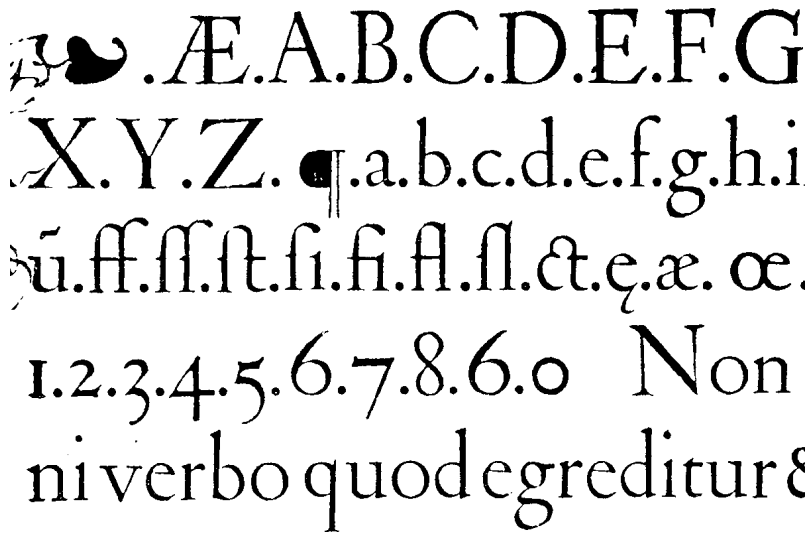 ❧ .Æ.A.B.C.D.E.F.G
X.Y.Z. ¶.a.b.c.d.e.f.g.h.i.
ũ.ff.ſſ.ſt.ſi.fi.fl.ſl.ct.ę.æ. œ.
1.2.3.4.5.6.7.8.6.0 Non
ni verbo quod egreditur &